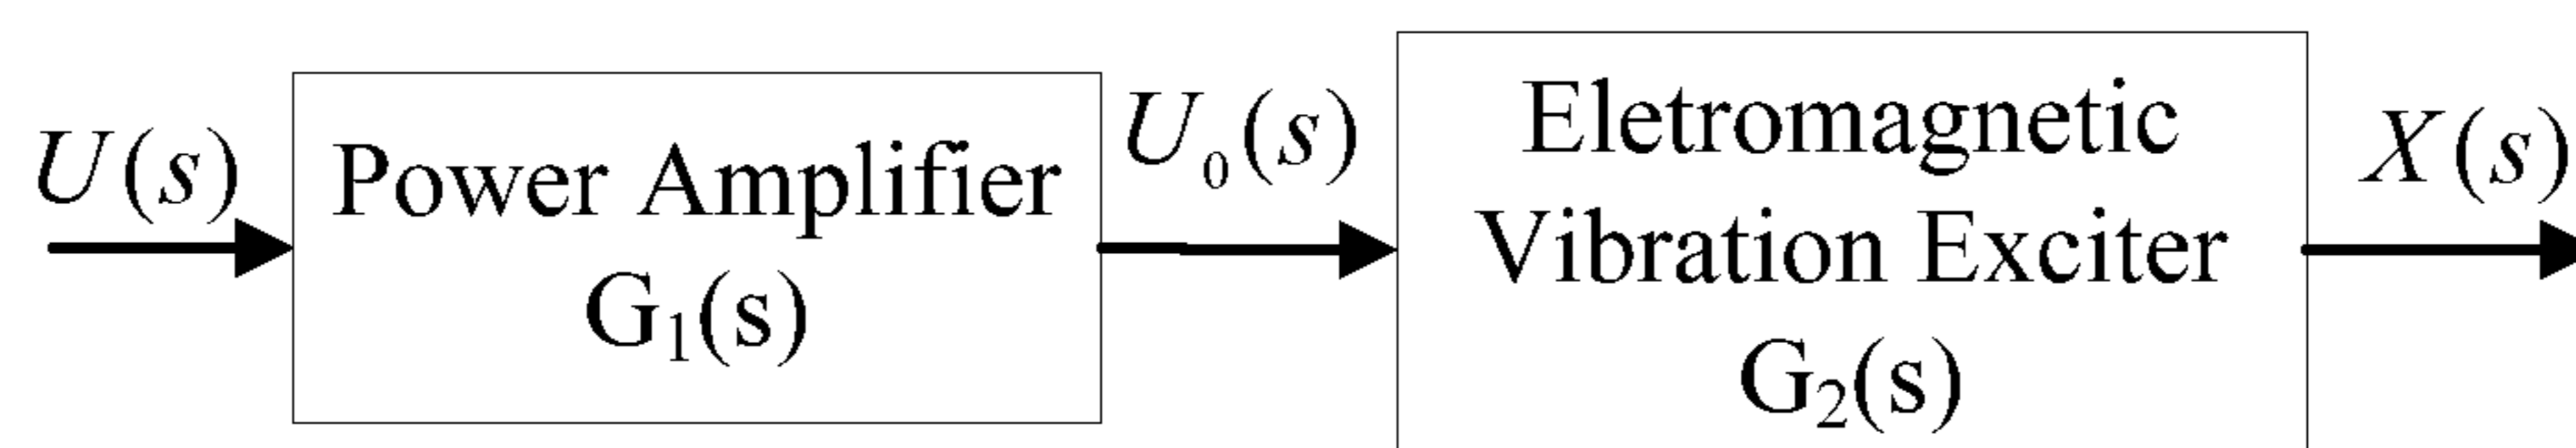 U(s)
Power Amplifier
G₁(s)
U₀(s)
Eletromagnetic
Vibration Exciter
G₂(s)
X(s)